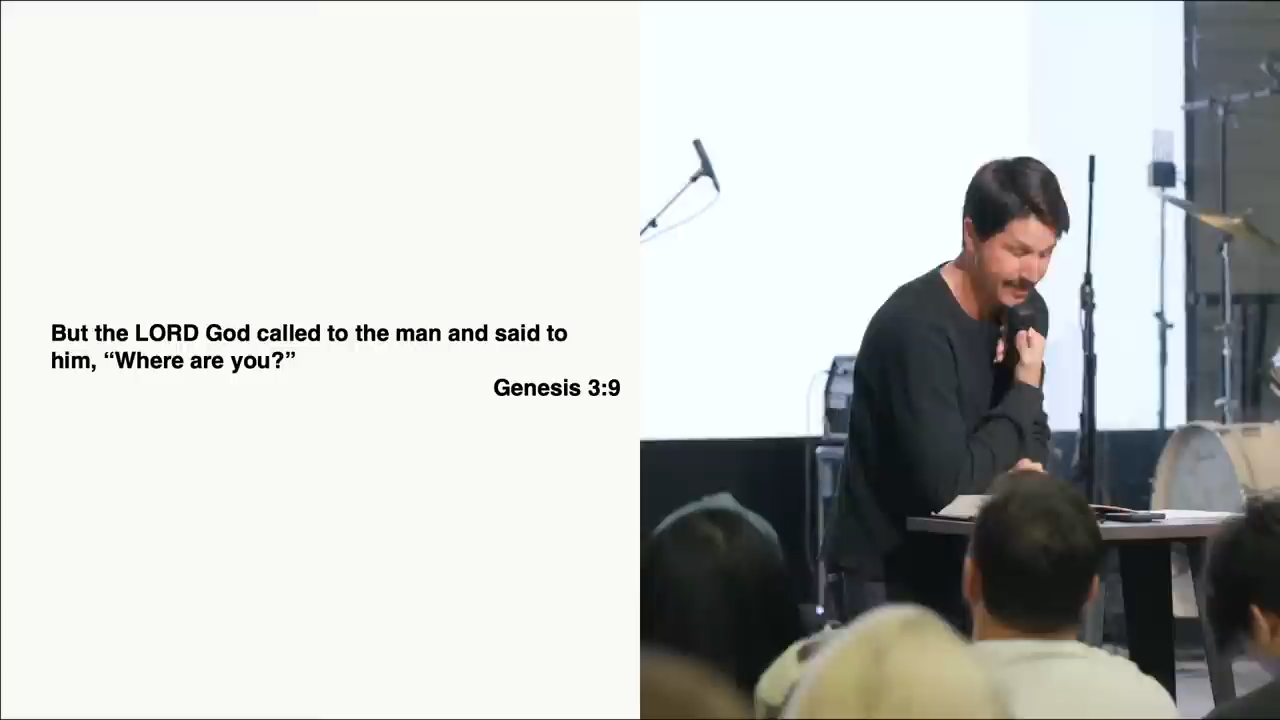 But the LORD God called to the man and said to
him, “Where are you?”
Genesis 3:9